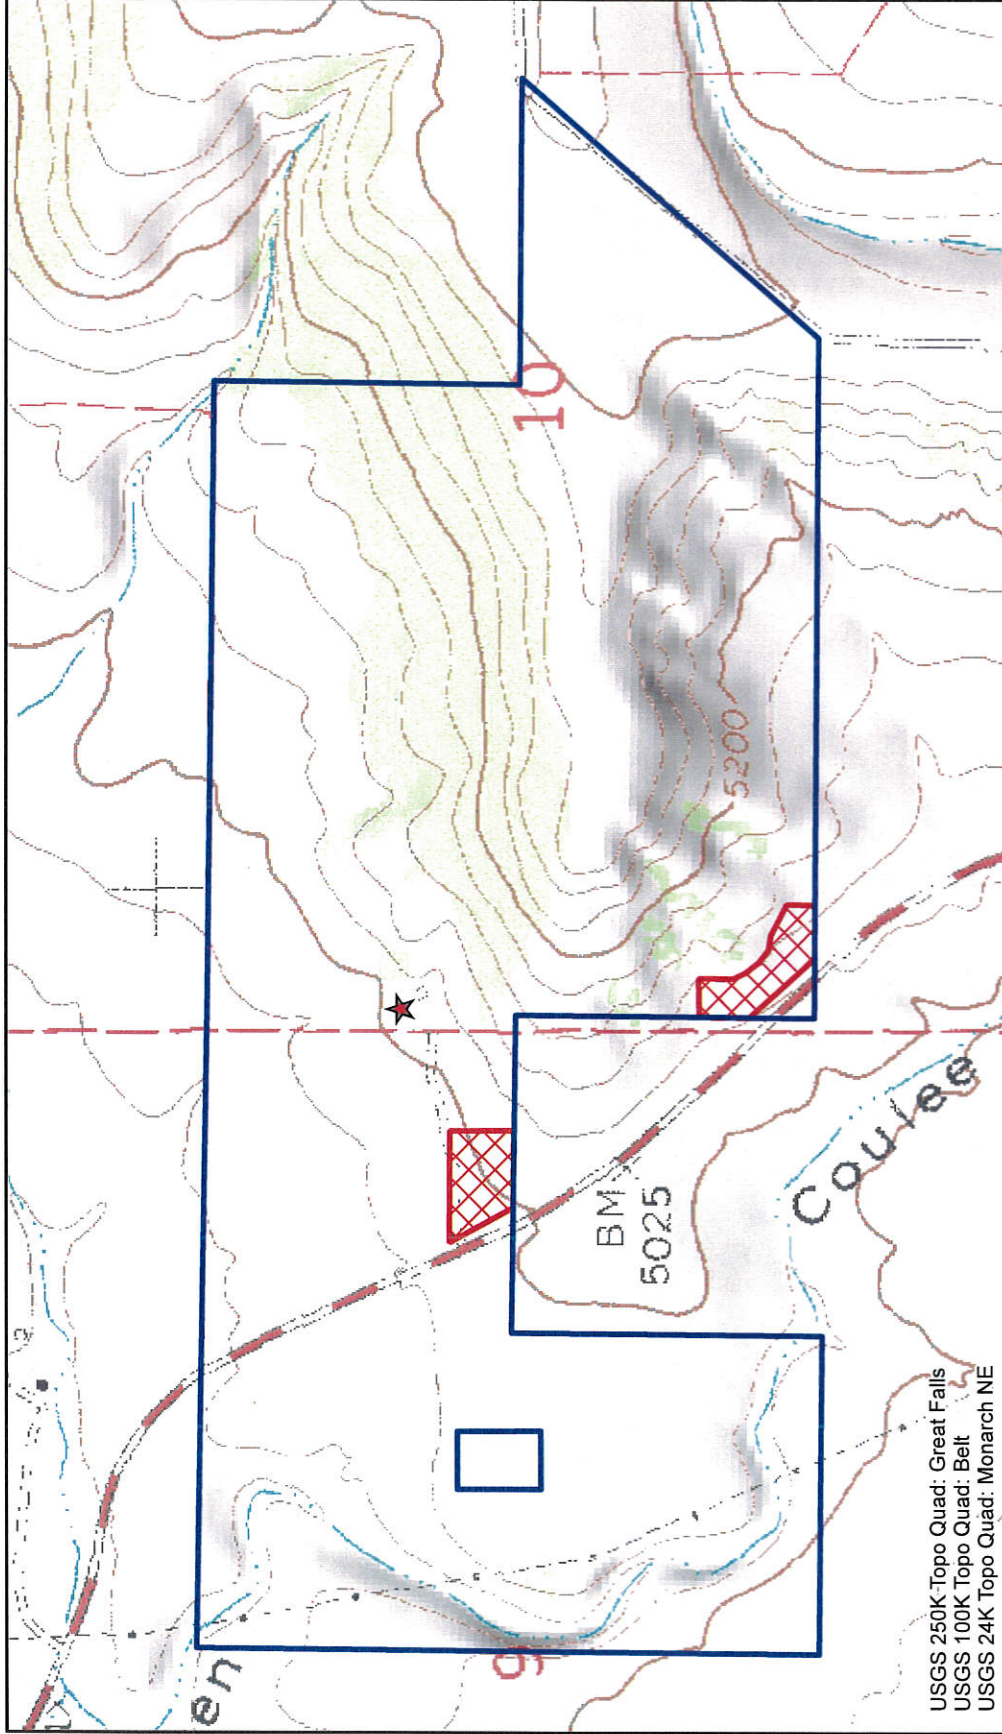 10
5200
BM
5025
Coulee
9
en
USGS 250K-Topo Quad: Great Falls
USGS 100K Topo Quad: Belt
USGS 24K Topo Quad: Monarch NE